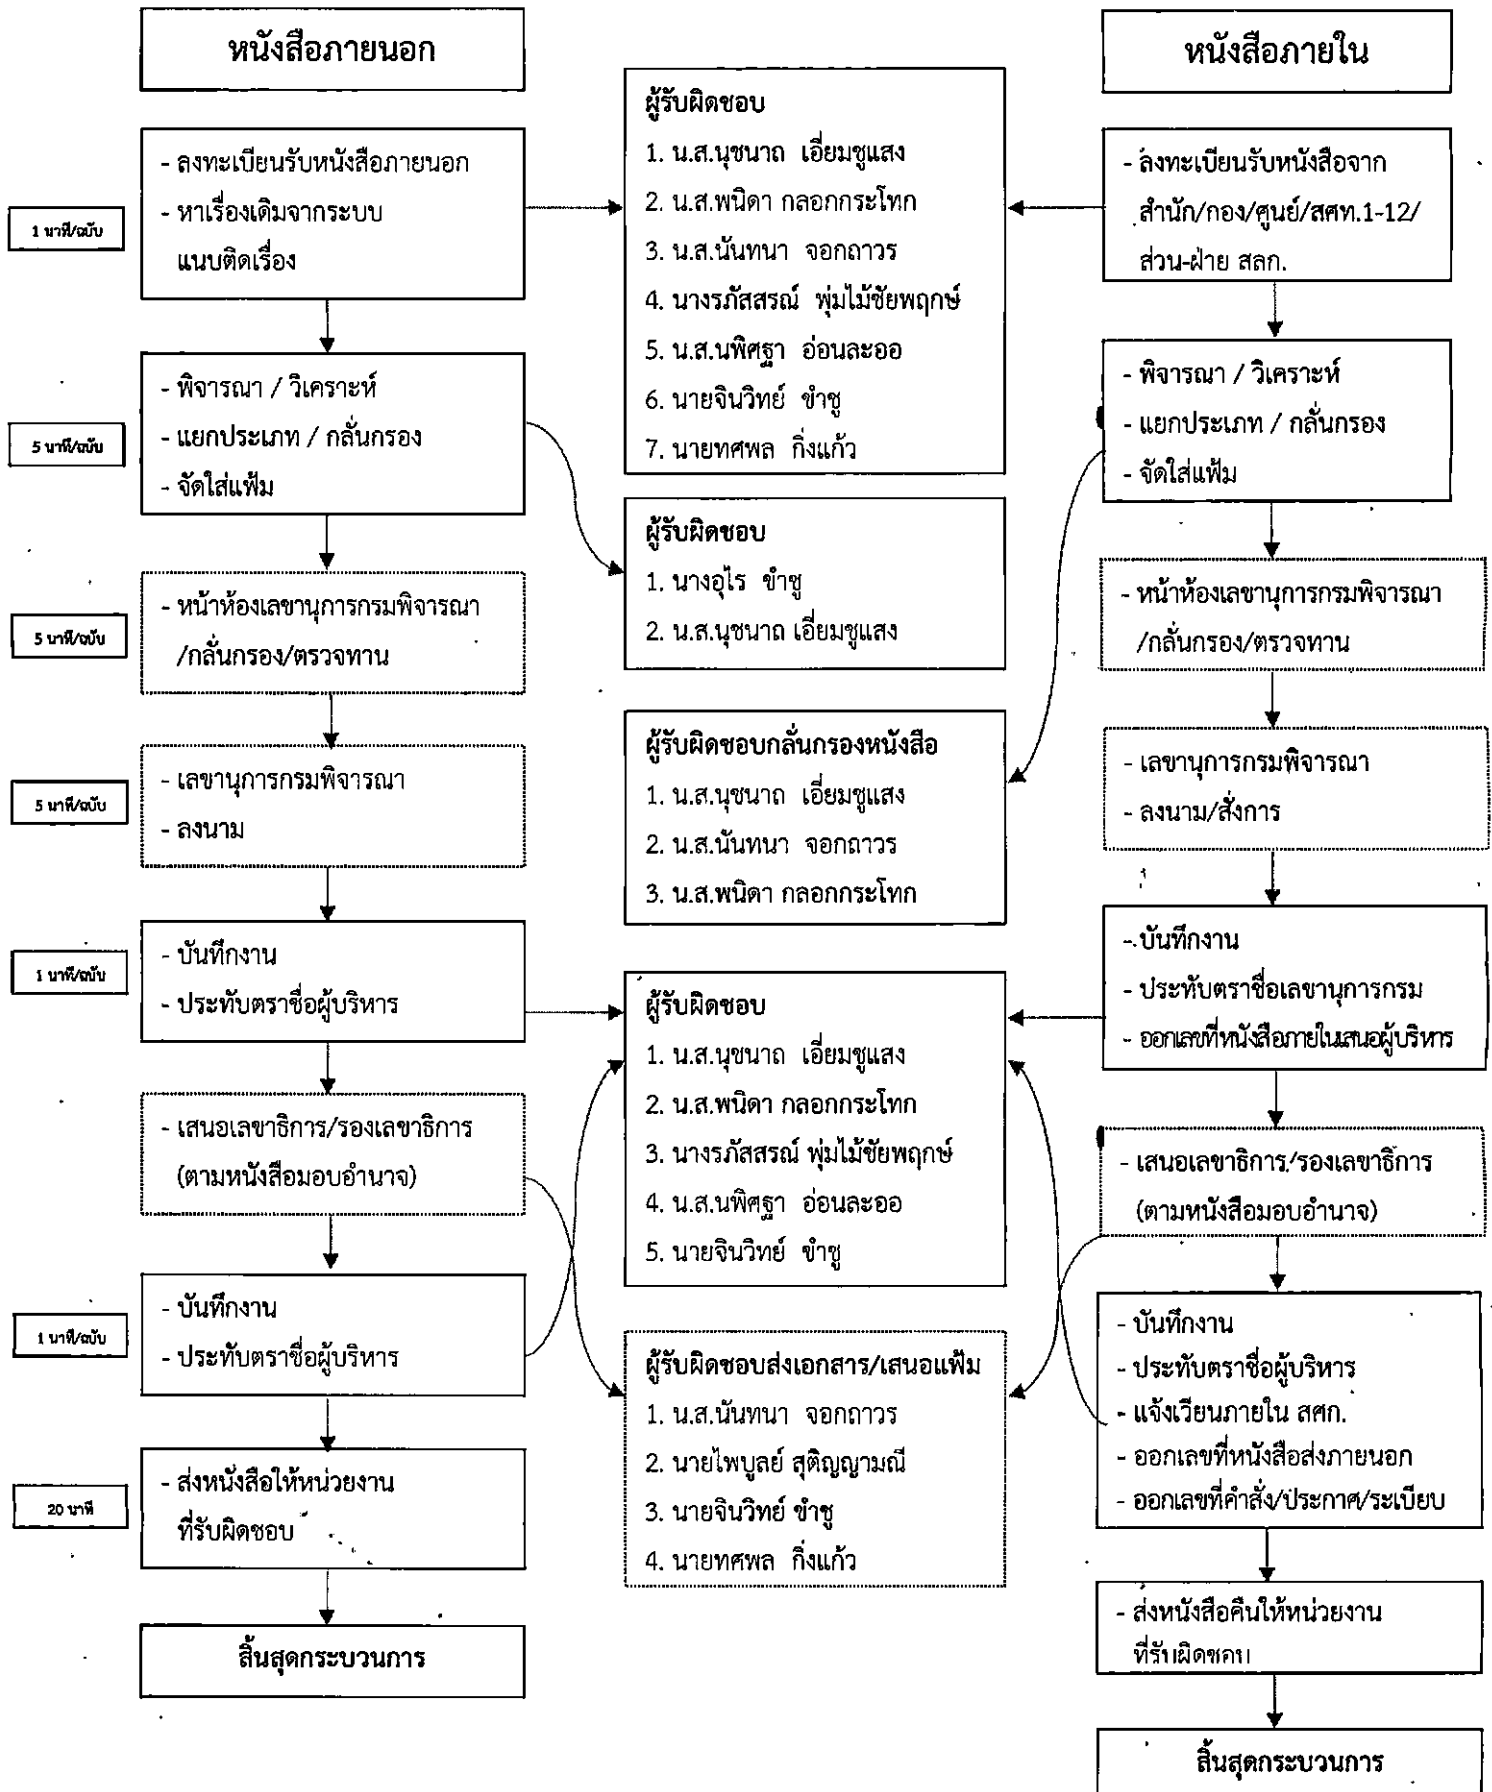 หนังสือภายนอก
1 นาที/ฉบับ
- ลงทะเบียนรับหนังสือภายนอก
- หาเรื่องเดิมจากระบบ
แนบติดเรื่อง
5 นาที/ฉบับ
- พิจารณา / วิเคราะห์
- แยกประเภท / กลั่นกรอง
- จัดใส่แฟ้ม
5 นาที/ฉบับ
- หน้าห้องเลขานุการกรมพิจารณา
/กลั่นกรอง/ตรวจทาน
5 นาที/ฉบับ
- เลขานุการกรมพิจารณา
- ลงนาม
1 นาที/ฉบับ
- บันทึกงาน
- ประทับตราชื่อผู้บริหาร
- เสนอเลขาธิการ/รองเลขาธิการ
(ตามหนังสือมอบอำนาจ)
1 นาที/ฉบับ
- บันทึกงาน
- ประทับตราชื่อผู้บริหาร
20 นาที
- ส่งหนังสือให้หน่วยงาน
ที่รับผิดชอบ
สิ้นสุดกระบวนการ
ผู้รับผิดชอบ
1. น.ส.นุชนาถ เอี่ยมชูแสง
2. น.ส.พนิดา กลอกกระโทก
3. น.ส.นันทนา จอกถาวร
4. นางรภัสสรณ์ พุ่มไม้ชัยพฤกษ์
5. น.ส.นพิศฐา อ่อนละออ
6. นายจินวิทย์ ขำชู
7. นายทศพล กิ่งแก้ว
ผู้รับผิดชอบ
1. นางอุไร ขำชู
2. น.ส.นุชนาถ เอี่ยมชูแสง
ผู้รับผิดชอบกลั่นกรองหนังสือ
1. น.ส.นุชนาถ เอี่ยมชูแสง
2. น.ส.นันทนา จอกถาวร
3. น.ส.พนิดา กลอกกระโทก
ผู้รับผิดชอบ
1. น.ส.นุชนาถ เอี่ยมชูแสง
2. น.ส.พนิดา กลอกกระโทก
3. นางรภัสสรณ์ พุ่มไม้ชัยพฤกษ์
4. น.ส.นพิศฐา อ่อนละออ
5. นายจินวิทย์ ขำชู
ผู้รับผิดชอบส่งเอกสาร/เสนอแฟ้ม
1. น.ส.นันทนา จอกถาวร
2. นายไพบูลย์ สุติญญามณี
3. นายจินวิทย์ ขำชู
4. นายทศพล กิ่งแก้ว
หนังสือภายใน
- ลงทะเบียนรับหนังสือจาก
สำนัก/กอง/ศูนย์/สศท.1-12/
ส่วน-ฝ่าย สลก.
- พิจารณา / วิเคราะห์
- แยกประเภท / กลั่นกรอง
- จัดใส่แฟ้ม
- หน้าห้องเลขานุการกรมพิจารณา
/กลั่นกรอง/ตรวจทาน
- เลขานุการกรมพิจารณา
- ลงนาม/สั่งการ
- บันทึกงาน
- ประทับตราชื่อเลขานุการกรม
- ออกเลขที่หนังสือภายในเสนอผู้บริหาร
- เสนอเลขาธิการ/รองเลขาธิการ
(ตามหนังสือมอบอำนาจ)
- บันทึกงาน
- ประทับตราชื่อผู้บริหาร
- แจ้งเวียนภายใน สศก.
- ออกเลขที่หนังสือส่งภายนอก
- ออกเลขที่คำสั่ง/ประกาศ/ระเบียบ
- ส่งหนังสือคืนให้หน่วยงาน
ที่รับผิดชอบ
สิ้นสุดกระบวนการ